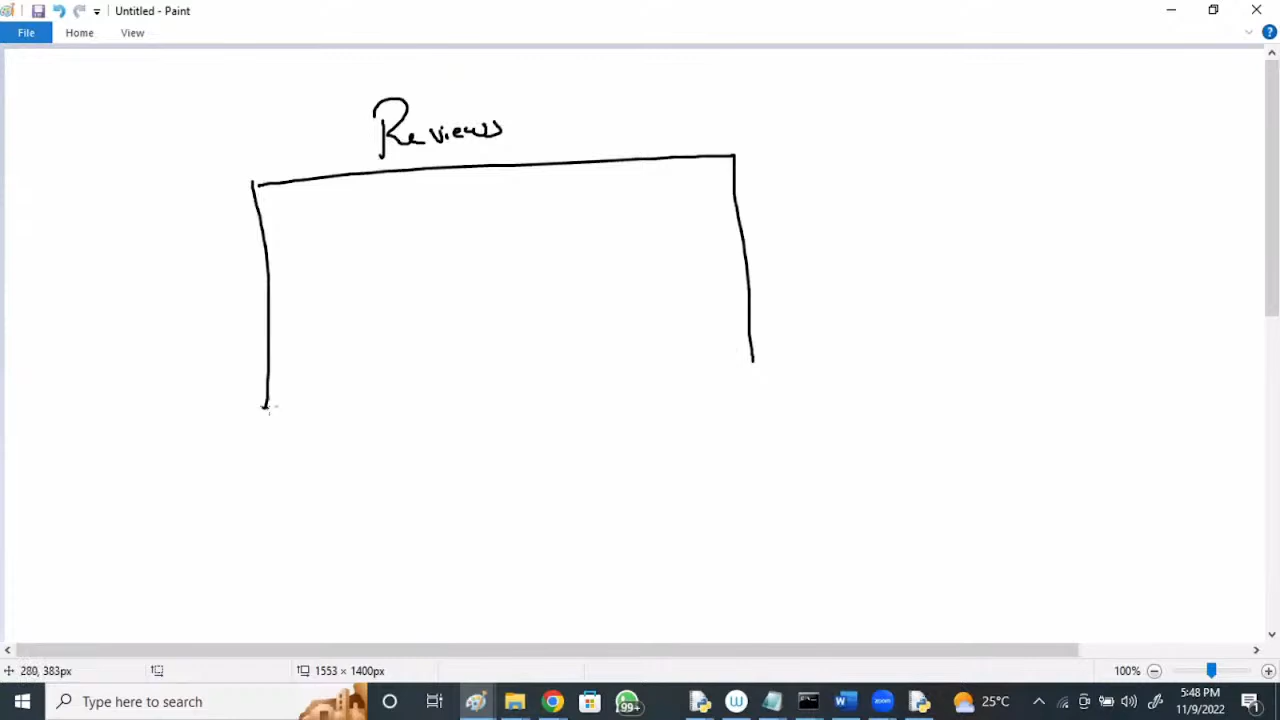 Untitled - Paint
File Home View
Reviews
280, 383px 1553 × 1400px 100%
Type here to search 99+ 25°C 5:48 PM
11/9/2022 1